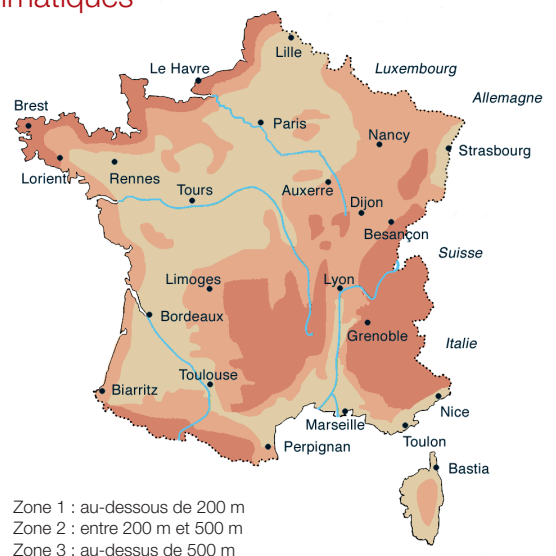 Lille
Le Havre
Luxembourg
Allemagne
Brest
Paris
Nancy
Strasbourg
Lorient
Rennes
Tours
Auxerre
Dijon
Besançon
Suisse
Limoges
Lyon
Bordeaux
Grenoble
Italie
Toulouse
Biarritz
Nice
Marseille
Toulon
Perpignan
Bastia
Zone 1 : au-dessous de 200 m
Zone 2 : entre 200 m et 500 m
Zone 3 : au-dessus de 500 m